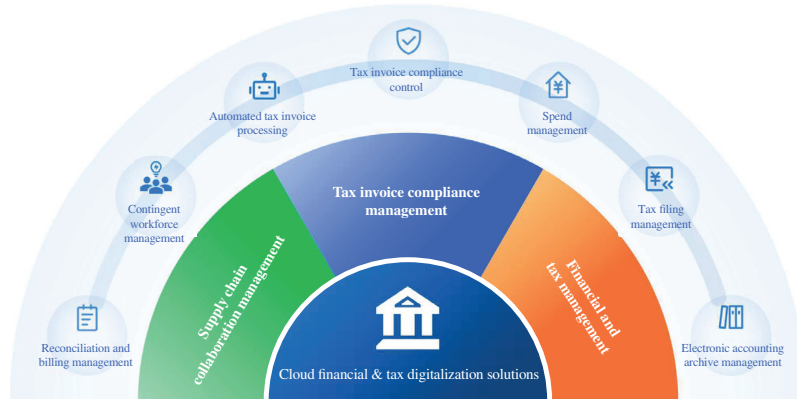 Tax invoice compliance
control
Automated tax invoice
processing
Spend
management
Contingent
workforce
management
Tax filing
management
Reconciliation and
billing management
Electronic accounting
archive management
Tax invoice compliance
management
Supply chain
collaboration management
Financial and
tax management
Cloud financial & tax digitalization solutions